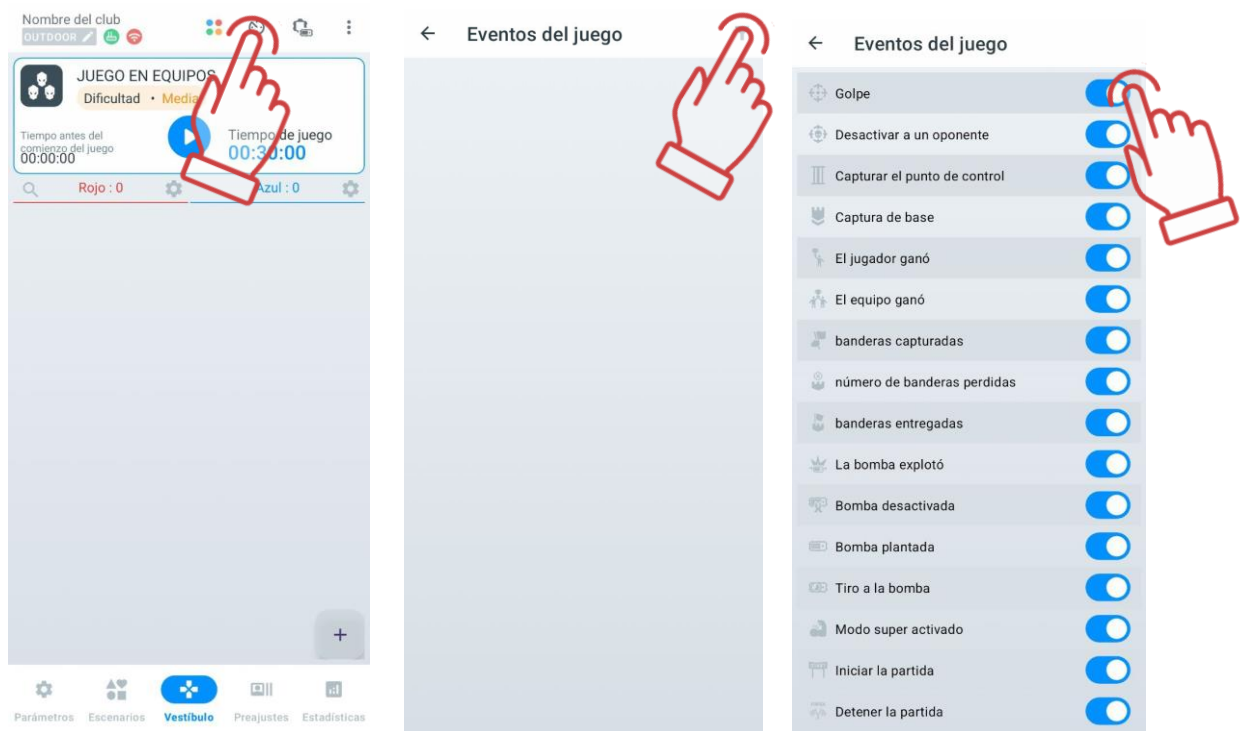 Nombre del club
OUTDOOR
JUEGO EN EQUIPOS
Dificultad • Media
Tiempo antes del
comienzo del juego
00:00:00
Tiempo de juego
00:30:00
Rojo : 0
Azul : 0
+
Parámetros
Escenarios
Vestíbulo
Preajustes
Estadísticas
Eventos del juego
Eventos del juego
Golpe
Desactivar a un oponente
Capturar el punto de control
Captura de base
El jugador ganó
El equipo ganó
banderas capturadas
número de banderas perdidas
banderas entregadas
La bomba explotó
Bomba desactivada
Bomba plantada
Tiro a la bomba
Modo super activado
Iniciar la partida
Detener la partida